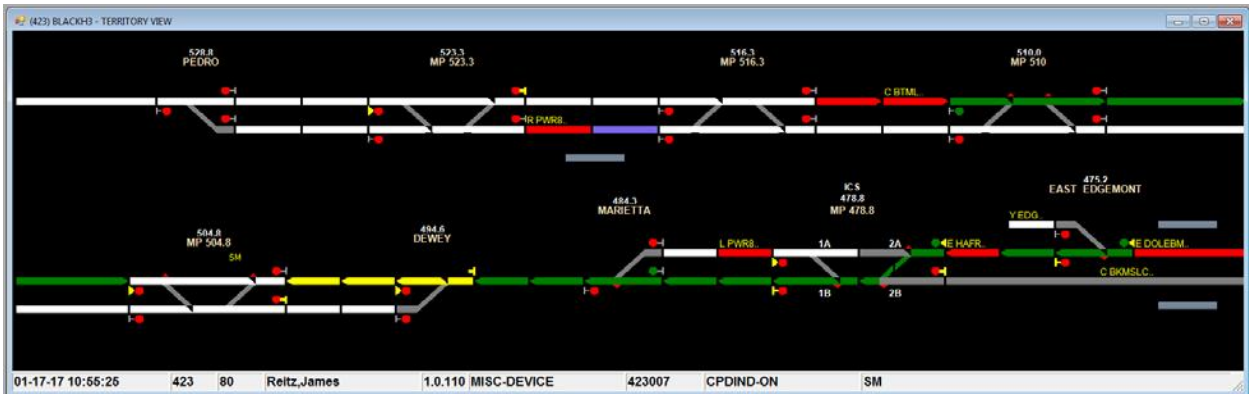 (423) BLACKH3 - TERRITORY VIEW
528.8
PEDRO
523.3
MP 523.3
516.3
MP 516.3
510.0
MP 510
C BTML..
R PWR8..
504.8
MP 504.8
SM
494.6
DEWEY
484.3
MARIETTA
ICS
478.8
MP 478.8
475.2
EAST EDGEMONT
Y EDG..
L PWR8..
1A
2A
E HAFR..
E DOLEBM..
C BKMSLC..
1B
2B
01-17-17 10:55:25 423 80 Reitz,James 1.0.110 MISC-DEVICE 423007 CPDIND-ON SM